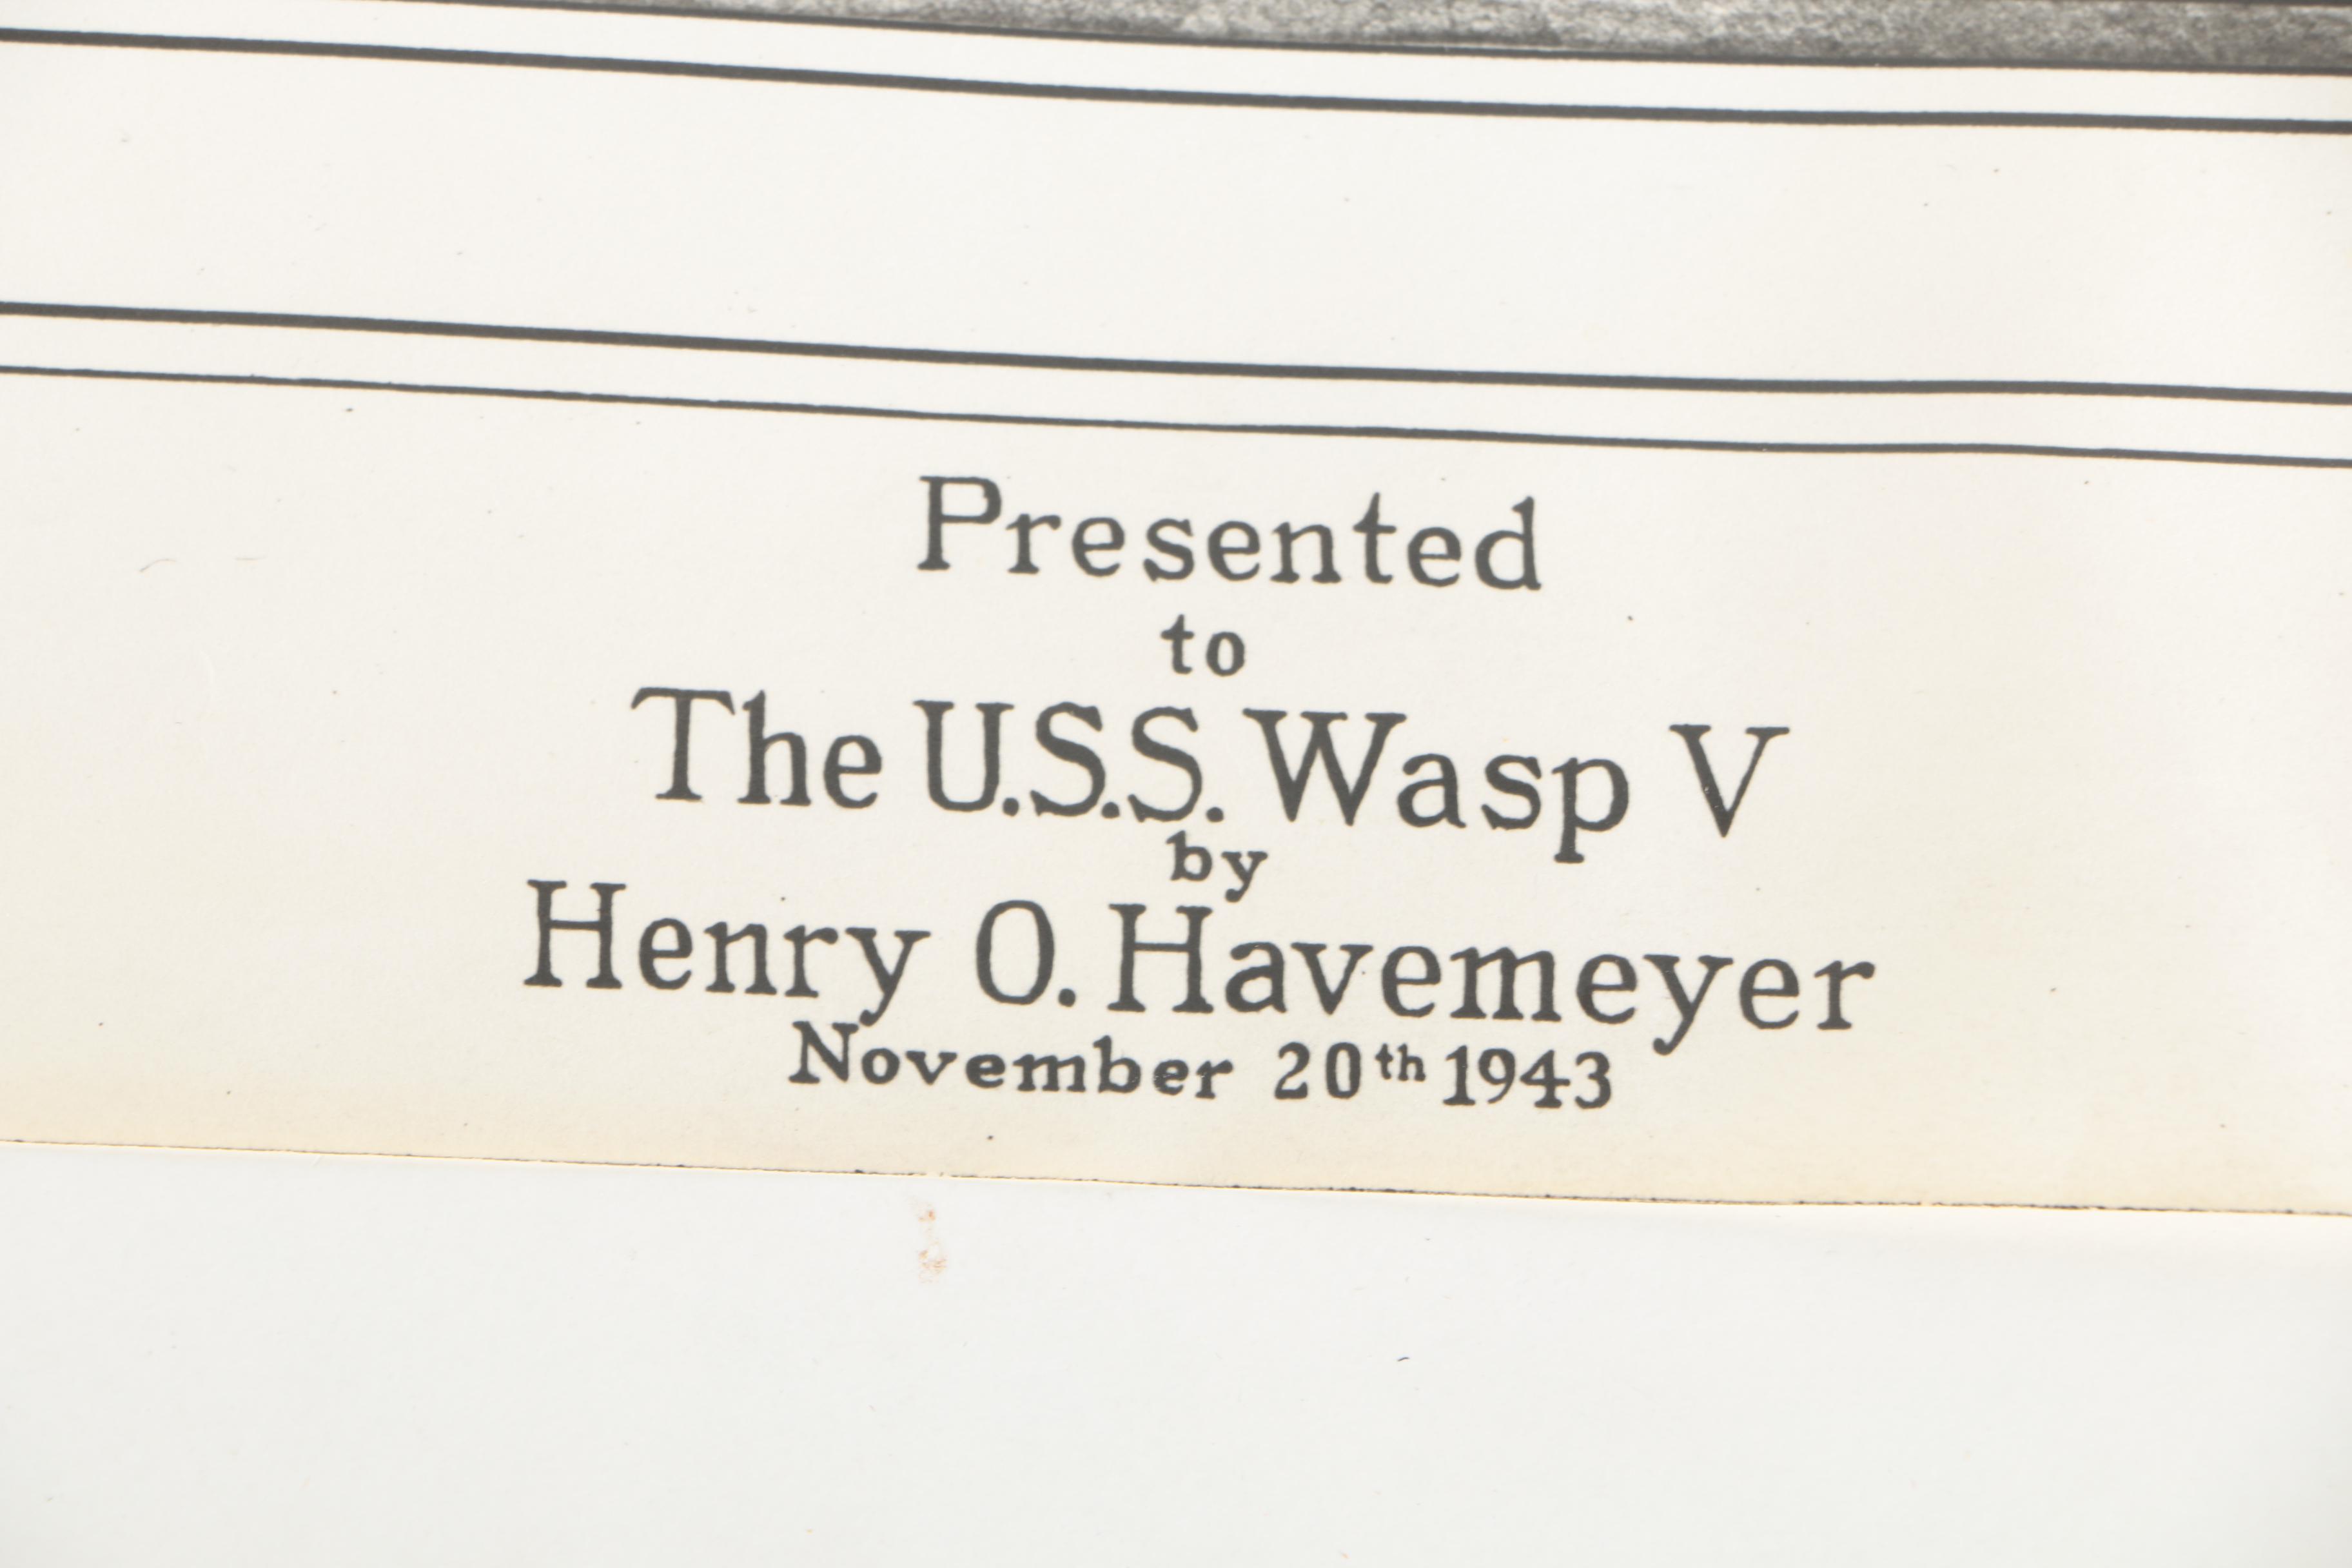 Presented
to
The U.S.S. Wasp V
by
Henry O. Havemeyer
November 20th 1943